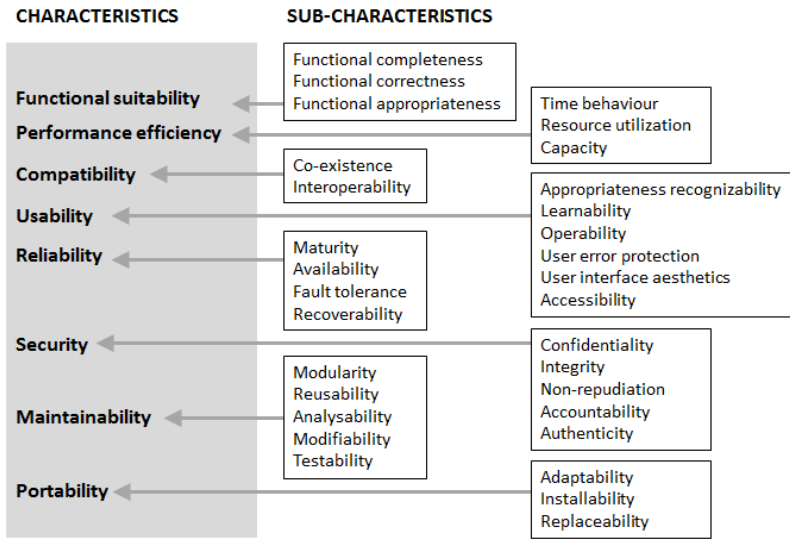 CHARACTERISTICS
SUB-CHARACTERISTICS
Functional suitability
Functional completeness
Functional correctness
Functional appropriateness
Performance efficiency
Time behaviour
Resource utilization
Capacity
Compatibility
Co-existence
Interoperability
Usability
Appropriateness recognizability
Learnability
Operability
User error protection
User interface aesthetics
Accessibility
Reliability
Maturity
Availability
Fault tolerance
Recoverability
Security
Confidentiality
Integrity
Non-repudiation
Accountability
Authenticity
Maintainability
Modularity
Reusability
Analysability
Modifiability
Testability
Portability
Adaptability
Installability
Replaceability